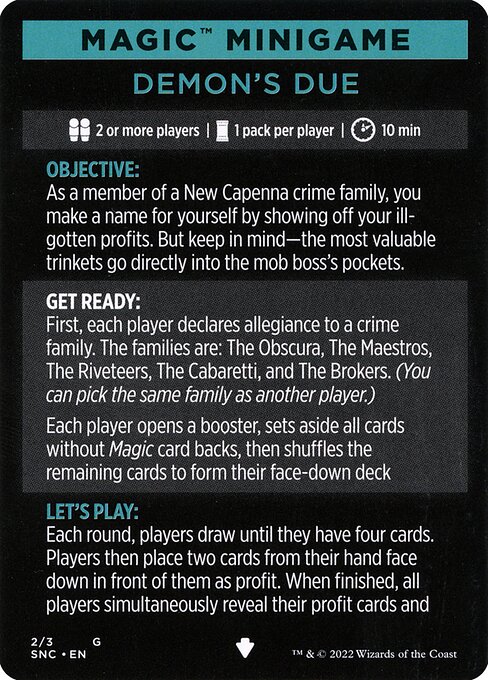 MAGIC™ MINIGAME
DEMON'S DUE
2 or more players | 1 pack per player | 10 min
OBJECTIVE:
As a member of a New Capenna crime family, you
make a name for yourself by showing off your ill-
gotten profits. But keep in mind—the most valuable
trinkets go directly into the mob boss's pockets.
GET READY:
First, each player declares allegiance to a crime
family. The families are: The Obscura, The Maestros,
The Riveteers, The Cabaretti, and The Brokers. (You
can pick the same family as another player.)
Each player opens a booster, sets aside all cards
without Magic card backs, then shuffles the
remaining cards to form their face-down deck
LET'S PLAY:
Each round, players draw until they have four cards.
Players then place two cards from their hand face
down in front of them as profit. When finished, all
players simultaneously reveal their profit cards and
2/3 G
SNC • EN
™ & © 2022 Wizards of the Coast